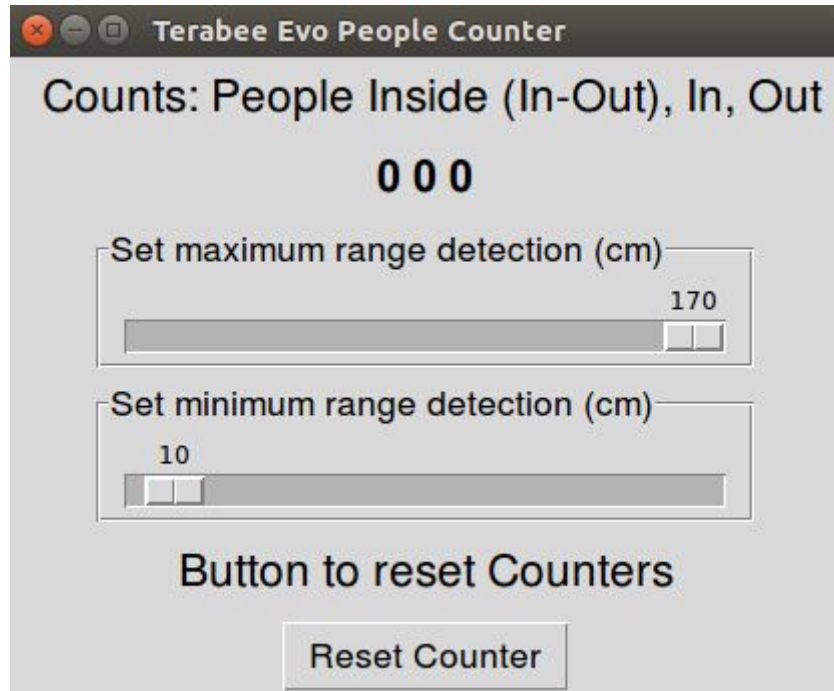 Terabee Evo People Counter
Counts: People Inside (In-Out), In, Out
0 0 0
Set maximum range detection (cm)
170
Set minimum range detection (cm)
10
Button to reset Counters
Reset Counter